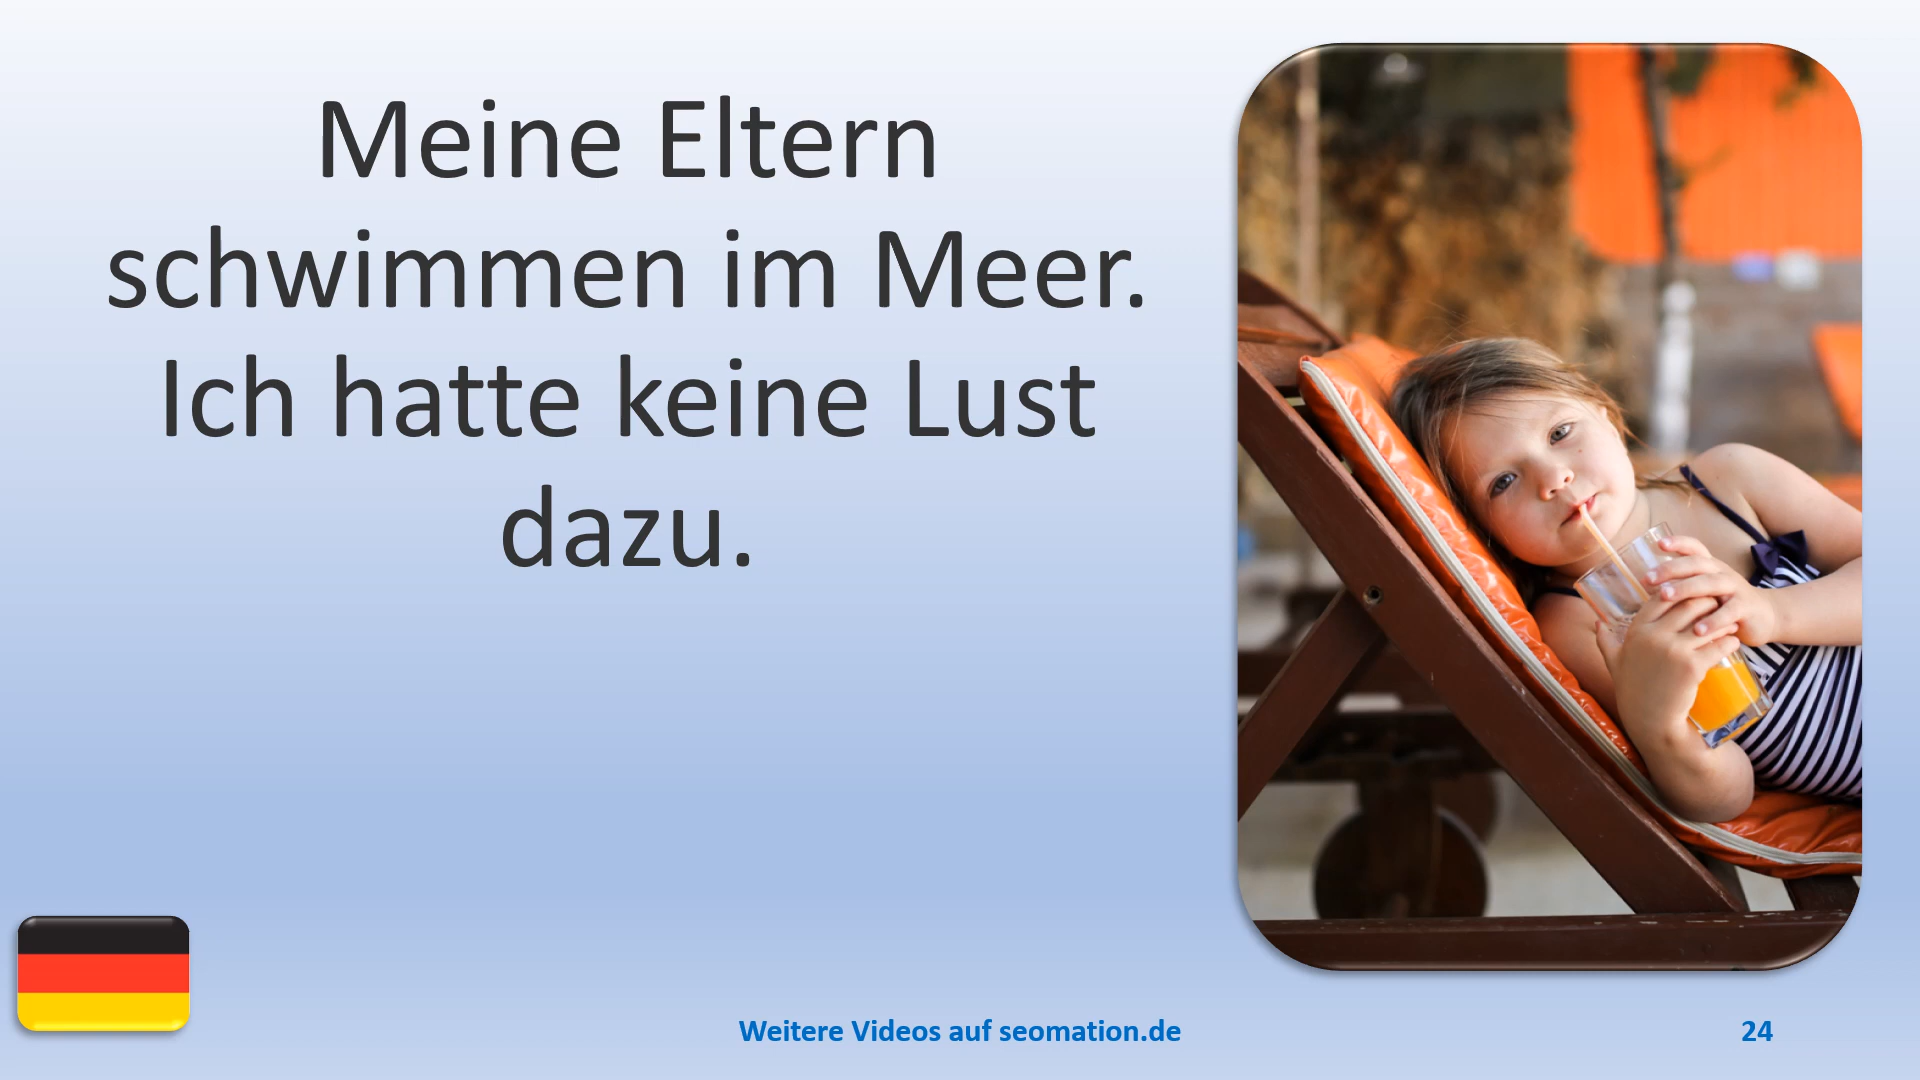 Meine Eltern
schwimmen im Meer.
Ich hatte keine Lust
dazu.
Weitere Videos auf seomation.de
24